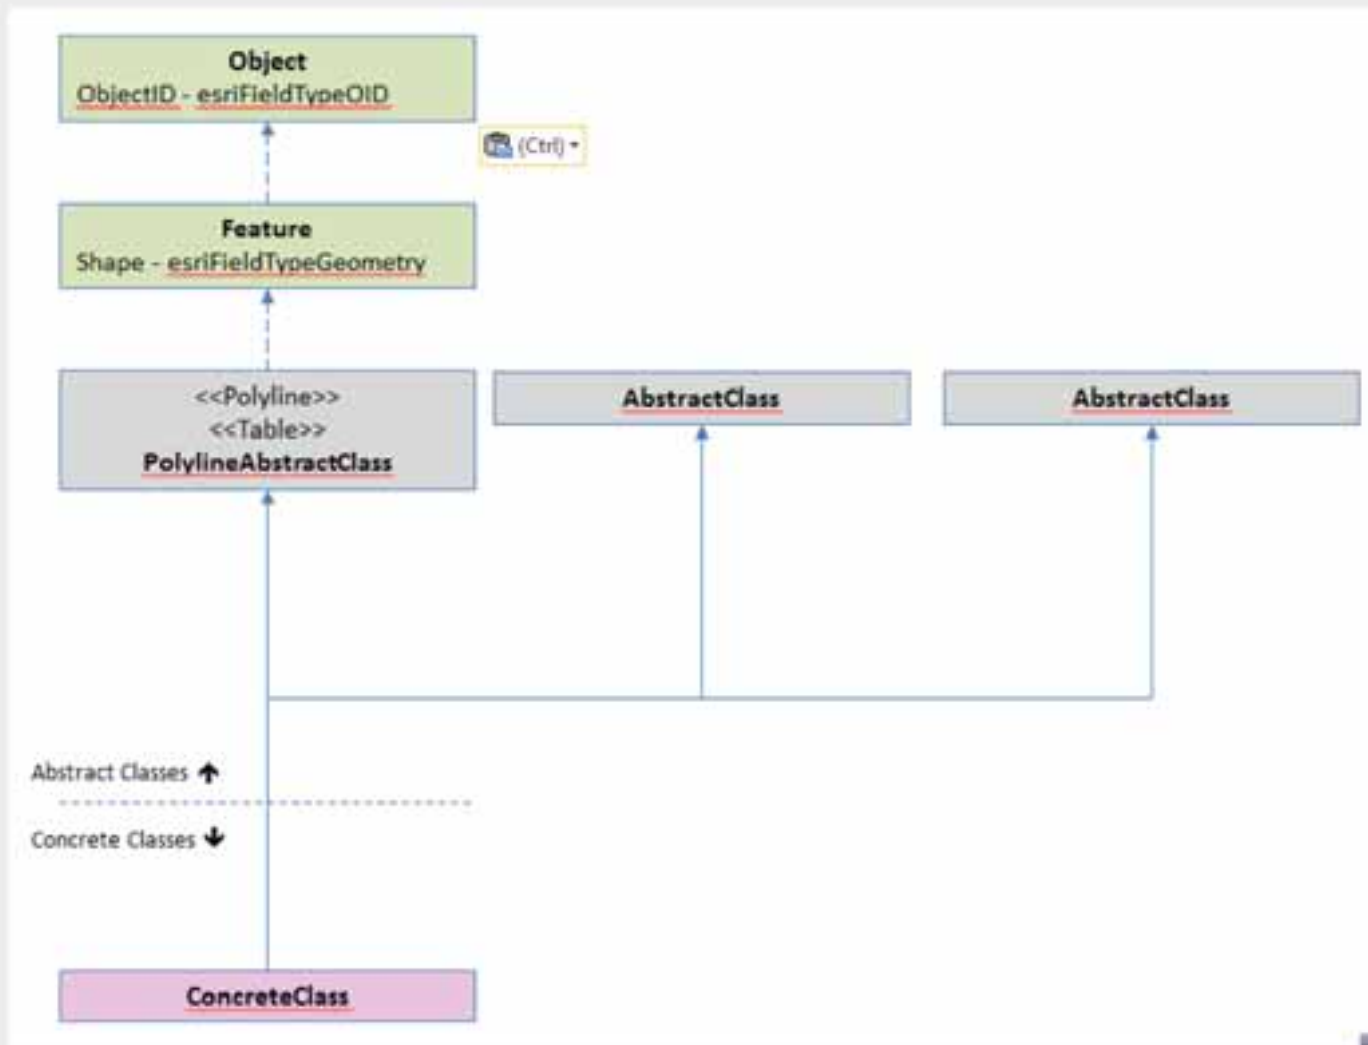 Object
ObjectID - esriFieldTypeOID
(Ctrl)
Feature
Shape - esriFieldTypeGeometry
<<Polyline>>
<<Table>>
PolylineAbstractClass
AbstractClass
AbstractClass
Abstract Classes
Concrete Classes
ConcreteClass